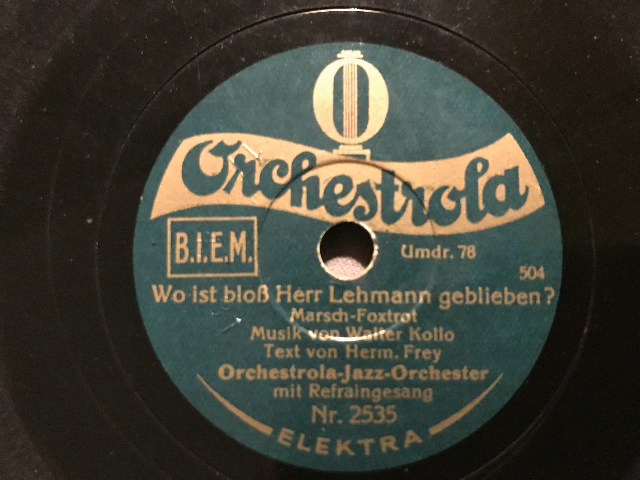 Orchestrola
B.I.E.M.
Umdr. 78
504
Wo ist bloß Herr Lehmann geblieben?
Marsch-Foxtrot
Musik von Walter Kollo
Text von Herm. Frey
Orchestrola-Jazz-Orchester
mit Refraingesang
Nr. 2535
ELEKTRA